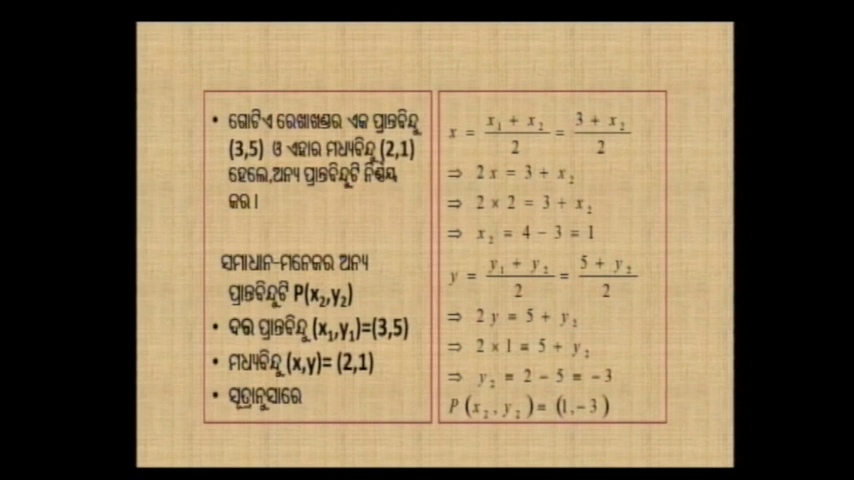 • ଗୋଟିଏ ରେଖାଖଣ୍ଡର ଏକ ପ୍ରାନ୍ତବିନ୍ଦୁ
(3,5) ଓ ଏହାର ମଧ୍ୟବିନ୍ଦୁ (2,1)
ହେଲେ,ଅନ୍ୟ ପ୍ରାନ୍ତବିନ୍ଦୁଟି ନିର୍ଣ୍ଣୟ
କର ।
ସମାଧାନ-ମନେକର ଅନ୍ୟ
ପ୍ରାନ୍ତବିନ୍ଦୁଟି P(x₂,y₂)
• ଦତ୍ତ ପ୍ରାନ୍ତବିନ୍ଦୁ (x₁,y₁)=(3,5)
• ମଧ୍ୟବିନ୍ଦୁ (x,y)= (2,1)
• ସୂତ୍ରାନୁସାରେ
x = (x₁ + x₂)/2 = (3 + x₂)/2
⇒ 2x = 3 + x₂
⇒ 2 × 2 = 3 + x₂
⇒ x₂ = 4 − 3 = 1
y = (y₁ + y₂)/2 = (5 + y₂)/2
⇒ 2y = 5 + y₂
⇒ 2 × 1 = 5 + y₂
⇒ y₂ = 2 − 5 = −3
P(x₂, y₂) = (1,−3)